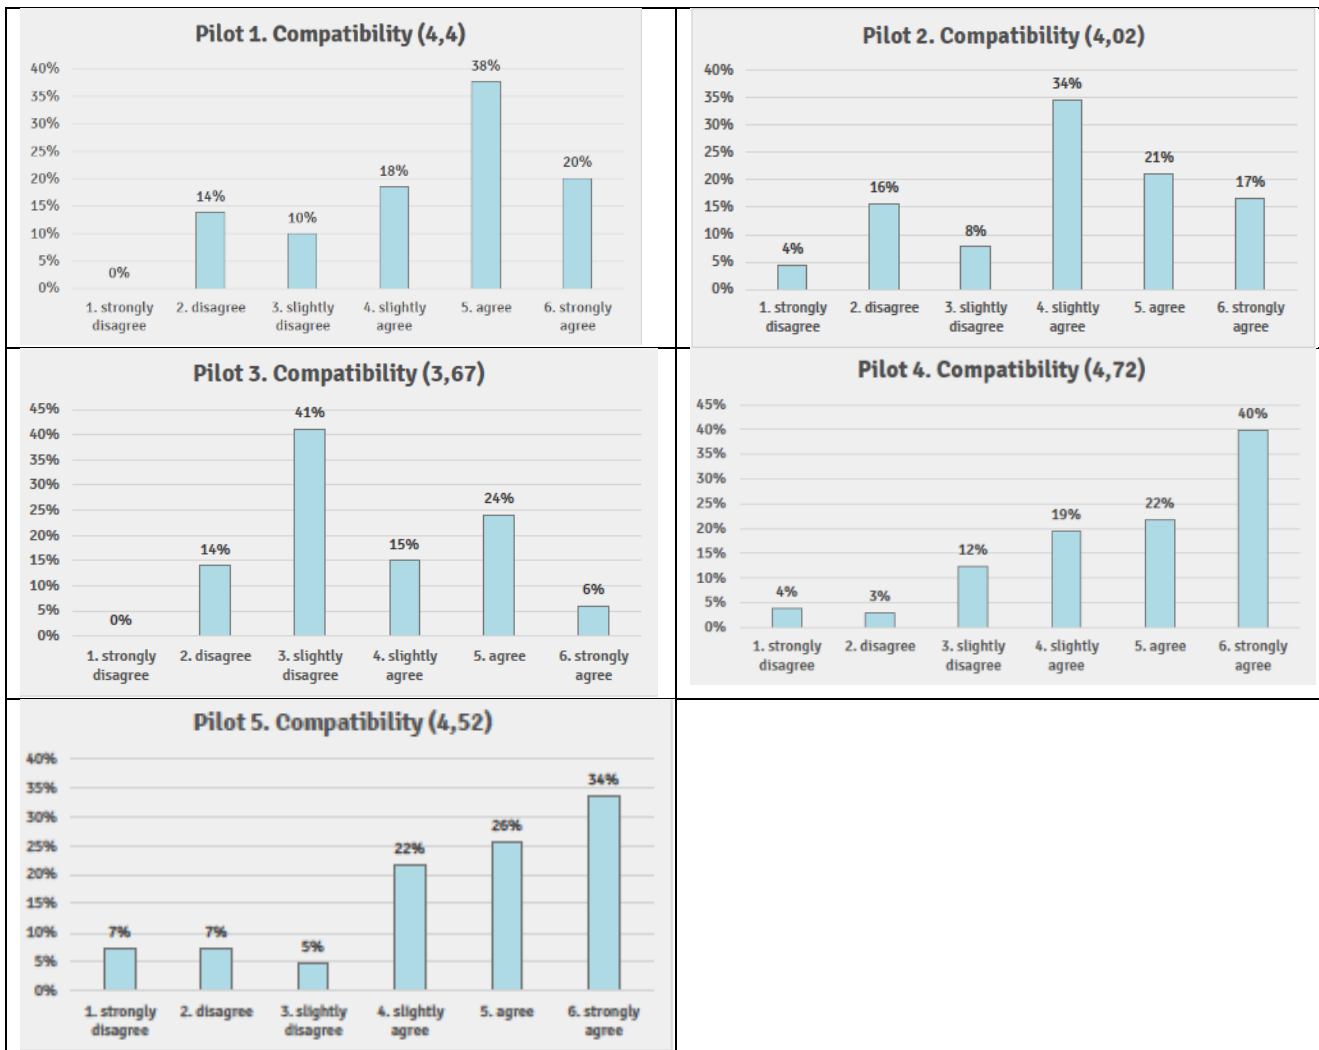 Pilot 1. Compatibility (4,4)
40%
35%
30%
25%
20%
15%
10%
5%
0%
0%
14%
10%
18%
38%
20%
1. strongly disagree
2. disagree
3. slightly disagree
4. slightly agree
5. agree
6. strongly agree
Pilot 2. Compatibility (4,02)
40%
35%
30%
25%
20%
15%
10%
5%
0%
4%
16%
8%
34%
21%
17%
1. strongly disagree
2. disagree
3. slightly disagree
4. slightly agree
5. agree
6. strongly agree
Pilot 3. Compatibility (3,67)
45%
40%
35%
30%
25%
20%
15%
10%
5%
0%
0%
14%
41%
15%
24%
6%
1. strongly disagree
2. disagree
3. slightly disagree
4. slightly agree
5. agree
6. strongly agree
Pilot 4. Compatibility (4,72)
45%
40%
35%
30%
25%
20%
15%
10%
5%
0%
4%
3%
12%
19%
22%
40%
1. strongly disagree
2. disagree
3. slightly disagree
4. slightly agree
5. agree
6. strongly agree
Pilot 5. Compatibility (4,52)
40%
35%
30%
25%
20%
15%
10%
5%
0%
7%
7%
5%
22%
26%
34%
1. strongly disagree
2. disagree
3. slightly disagree
4. slightly agree
5. agree
6. strongly agree